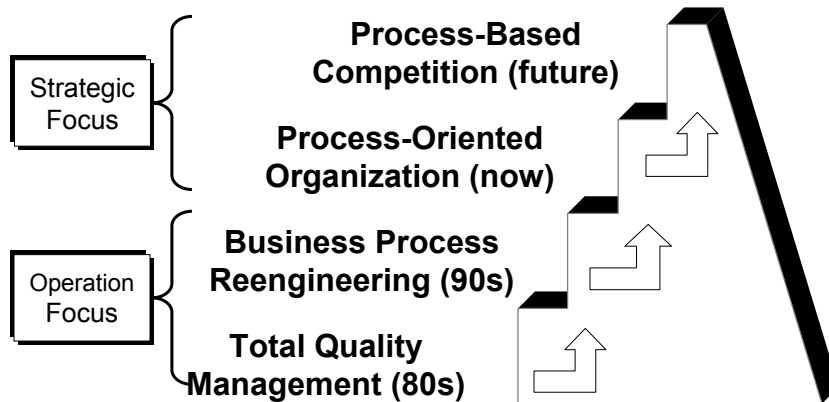 Strategic
Focus
Process-Based
Competition (future)
Process-Oriented
Organization (now)
Operation
Focus
Business Process
Reengineering (90s)
Total Quality
Management (80s)